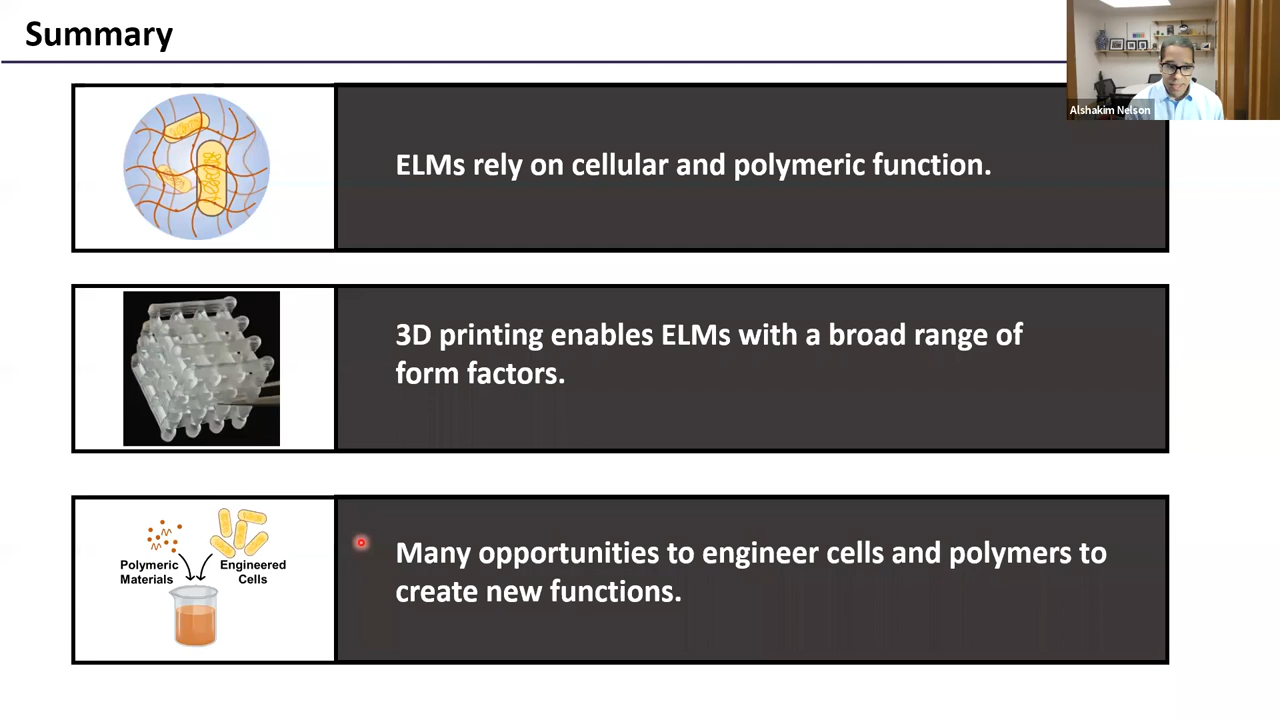 Summary
Alshakim Nelson
ELMs rely on cellular and polymeric function.
3D printing enables ELMs with a broad range of
form factors.
Polymeric
Materials
Engineered
Cells
Many opportunities to engineer cells and polymers to
create new functions.